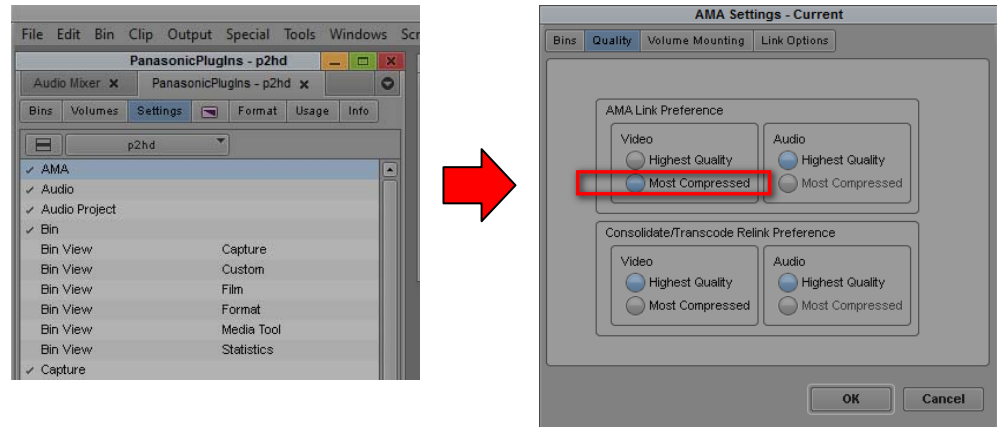 File Edit Bin Clip Output Special Tools Windows Scr
PanasonicPlugIns - p2hd
Audio Mixer x PanasonicPlugIns - p2hd x
Bins Volumes Settings Format Usage Info
p2hd
✓ AMA
✓ Audio
✓ Audio Project
✓ Bin
Bin View Capture
Bin View Custom
Bin View Film
Bin View Format
Bin View Media Tool
Bin View Statistics
✓ Capture
AMA Settings - Current
Bins Quality Volume Mounting Link Options
AMA Link Preference
Video Audio
Highest Quality Highest Quality
Most Compressed Most Compressed
Consolidate/Transcode Relink Preference
Video Audio
Highest Quality Highest Quality
Most Compressed Most Compressed
OK Cancel